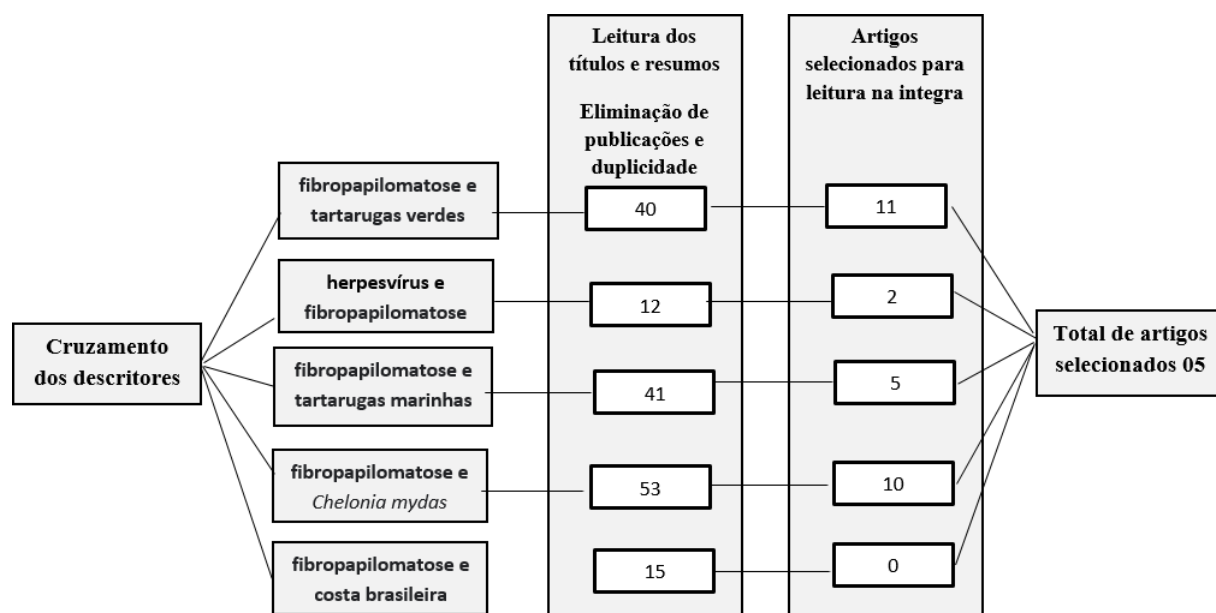 Leitura dos
títulos e resumos
Eliminação de
publicações e
duplicidade
Artigos
selecionados para
leitura na integra
Cruzamento
dos descritores
fibropapilomatose e
tartarugas verdes
40
11
herpesvírus e
fibropapilomatose
12
2
fibropapilomatose e
tartarugas marinhas
41
5
fibropapilomatose e
Chelonia mydas
53
10
fibropapilomatose e
costa brasileira
15
0
Total de artigos
selecionados 05